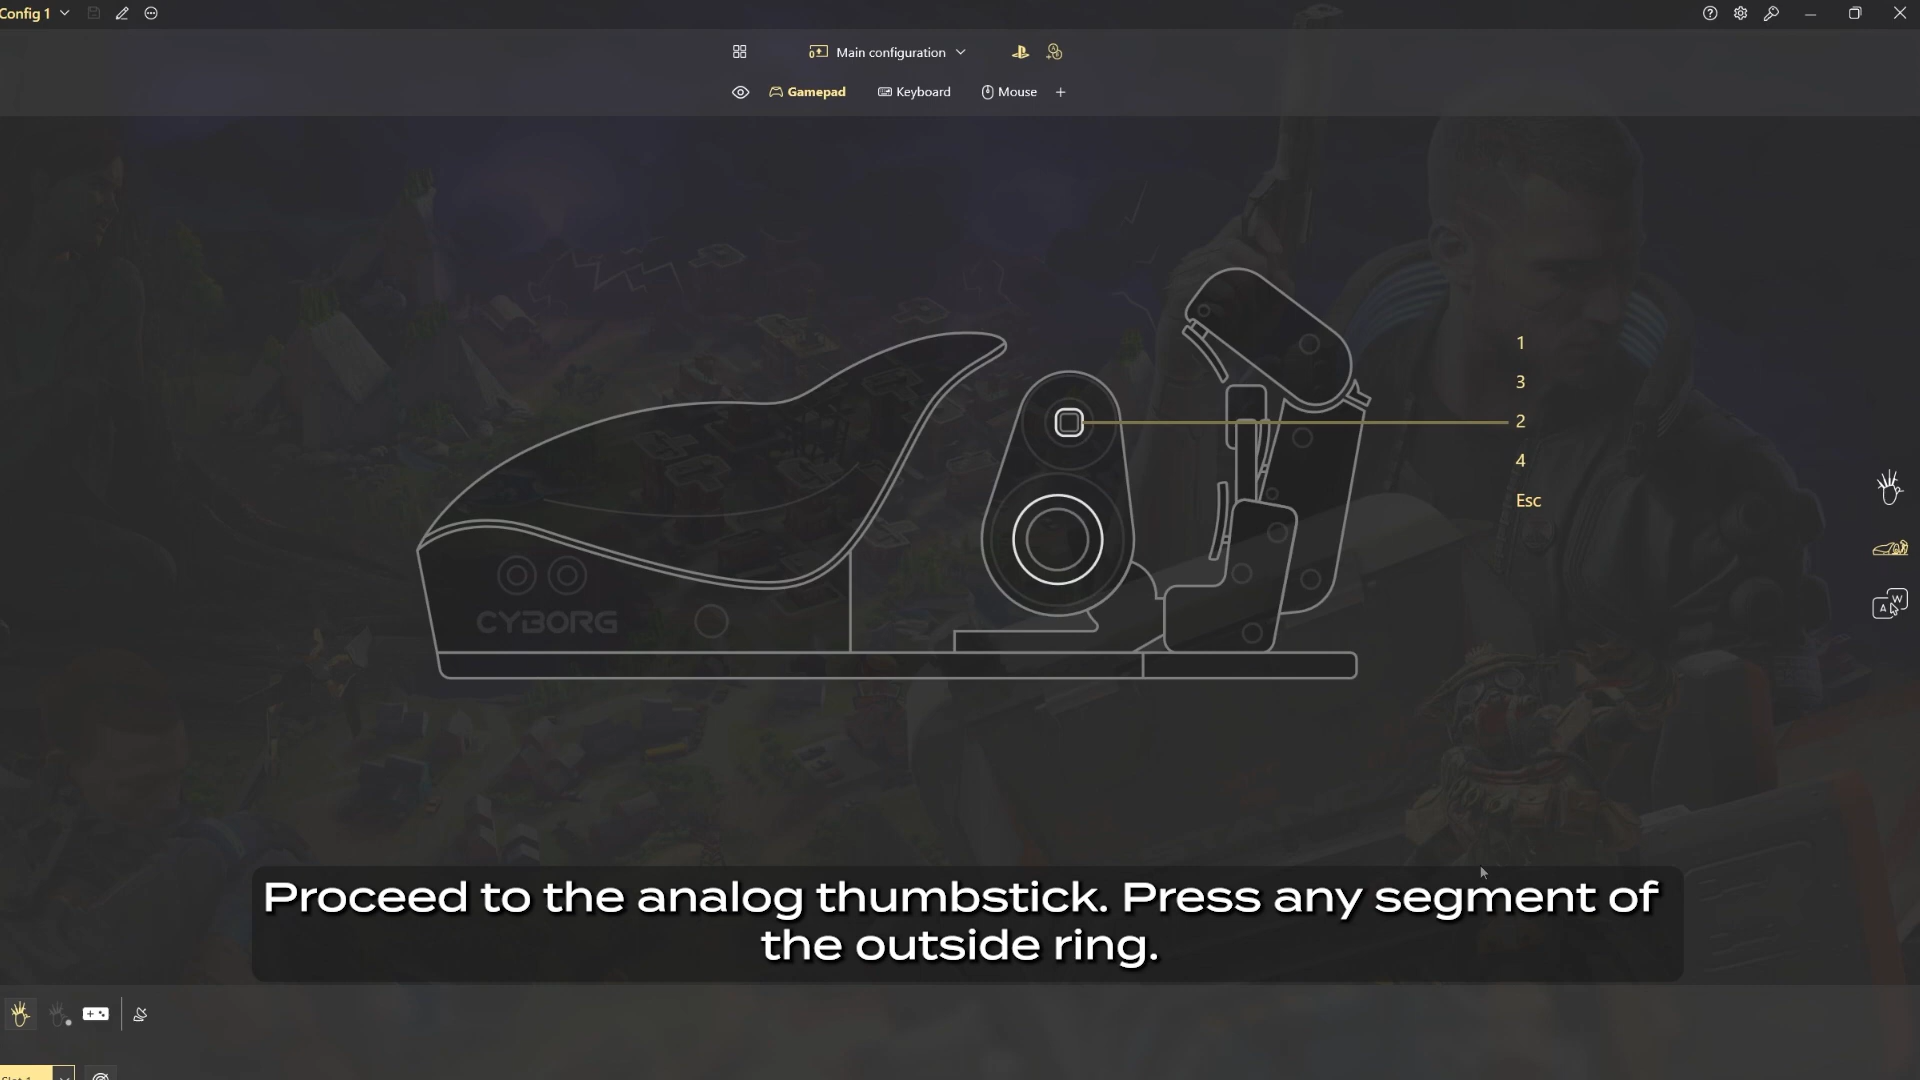 Config 1
Main configuration
Gamepad
Keyboard
Mouse
1
3
2
4
Esc
CYBORG
W
A
Proceed to the analog thumbstick. Press any segment of
the outside ring.